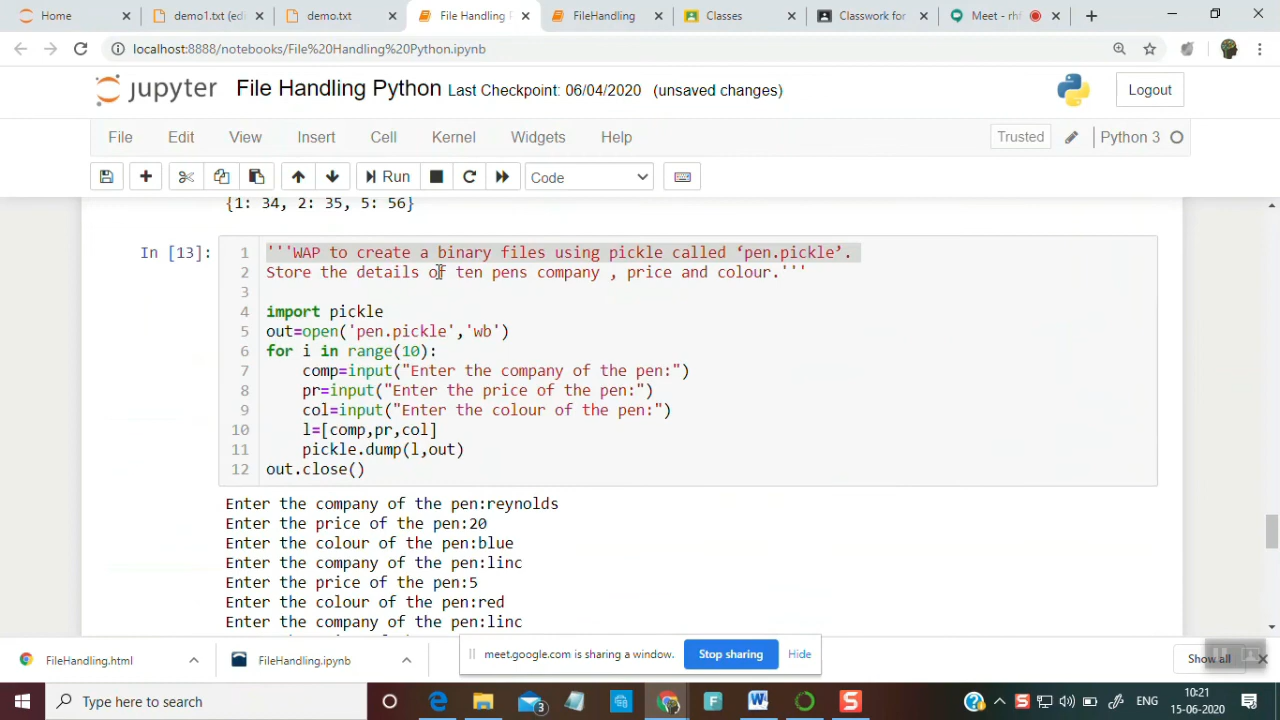 Home
demo1.txt (edi
demo.txt
File Handling P
FileHandling
Classes
Classwork for
Meet - rhf
localhost:8888/notebooks/File%20Handling%20Python.ipynb
jupyter
File Handling Python Last Checkpoint: 06/04/2020 (unsaved changes)
Logout
File Edit View Insert Cell Kernel Widgets Help
Trusted
Python 3
Run
Code
{1: 34, 2: 35, 5: 56}
In [13]:
1 '''WAP to create a binary files using pickle called ‘pen.pickle’.
2 Store the details of ten pens company , price and colour.'''
3
4 import pickle
5 out=open('pen.pickle','wb')
6 for i in range(10):
7 comp=input("Enter the company of the pen:")
8 pr=input("Enter the price of the pen:")
9 col=input("Enter the colour of the pen:")
10 l=[comp,pr,col]
11 pickle.dump(l,out)
12 out.close()
Enter the company of the pen:reynolds
Enter the price of the pen:20
Enter the colour of the pen:blue
Enter the company of the pen:linc
Enter the price of the pen:5
Enter the colour of the pen:red
Enter the company of the pen:linc
FileHandling.html
FileHandling.ipynb
meet.google.com is sharing a window.
Stop sharing
Hide
Show all
Type here to search
3
ENG
10:21
15-06-2020